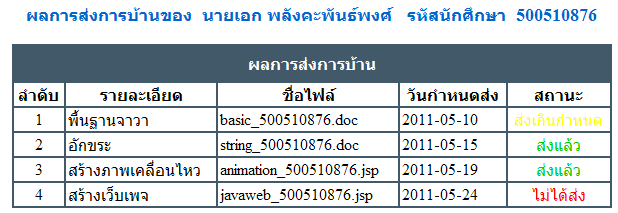 ผลการส่งการบ้านของ นายเอก พลังคะพันธ์พงศ์ รหัสนักศึกษา 500510876
ผลการส่งการบ้าน
ลำดับ รายละเอียด ชื่อไฟล์ วันกำหนดส่ง สถานะ
1 พื้นฐานจาวา basic_500510876.doc 2011-05-10 ส่งเกินกำหนด
2 อักขระ string_500510876.doc 2011-05-15 ส่งแล้ว
3 สร้างภาพเคลื่อนไหว animation_500510876.jsp 2011-05-19 ส่งแล้ว
4 สร้างเว็บเพจ javaweb_500510876.jsp 2011-05-24 ไม่ได้ส่ง